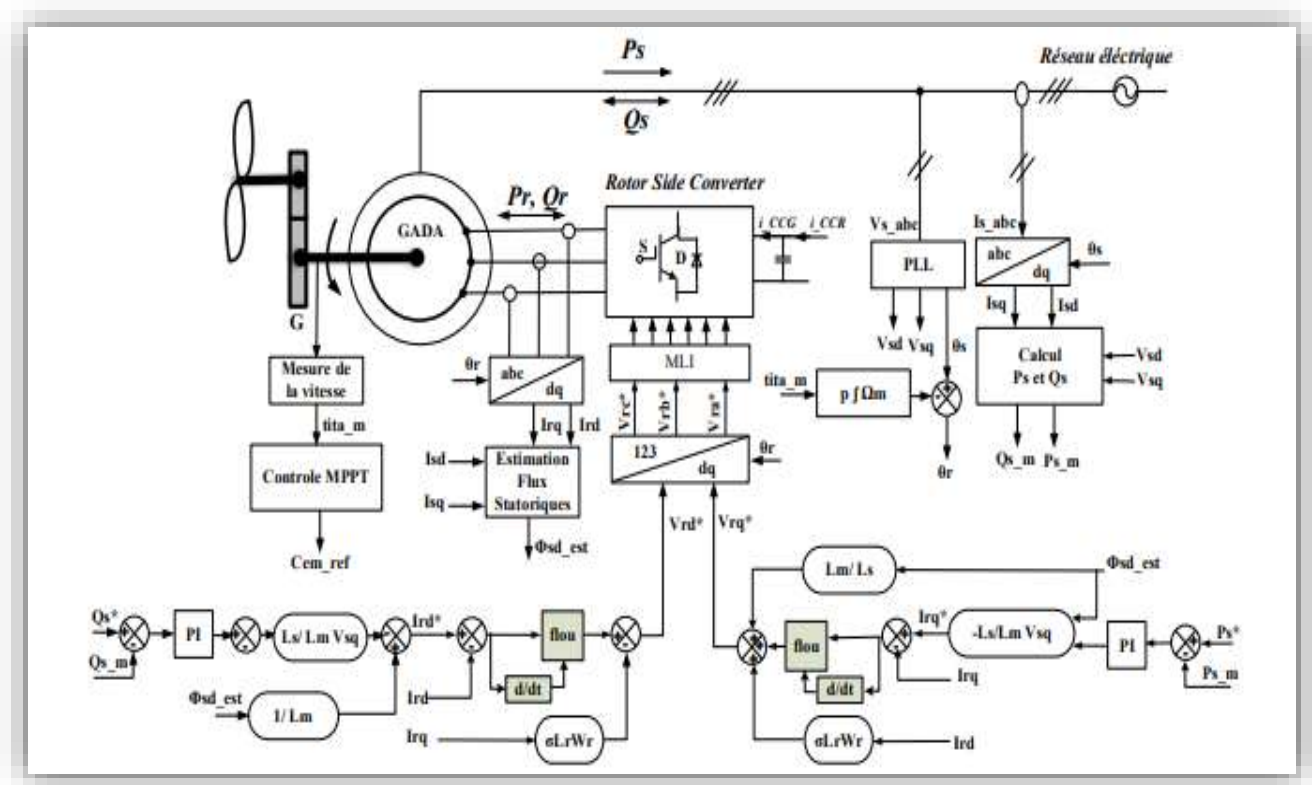 Ps
Réseau éléctrique
Qs
Rotor Side Converter
Pr, Qr
GADA
S
D
i_CCG
i_CCR
Vs_abc
Is_abc
PLL
abc
dq
θs
G
Isq
Isd
Vsd
Vsq
θs
Mesure de
la vitesse
θr
abc
dq
MLI
tita_m
p ∫ Ωm
Calcul
Ps et Qs
Vsd
Vsq
tita_m
Irq
Ird
Vrc*
Vrb*
Vra*
Controle MPPT
Isd
Isq
Estimation
Flux
Statoriques
123
dq
θr
θr
Qs_m
Ps_m
Cem_ref
Φsd_est
Vrd*
Vrq*
Lm/ Ls
Φsd_est
Qs*
PI
Ls/ Lm Vsq
Ird*
flou
flou
Irq*
-Ls/Lm Vsq
PI
Ps*
Qs_m
Ps_m
Φsd_est
1/ Lm
Ird
d/dt
d/dt
Irq
Irq
σLrWr
σLrWr
Ird